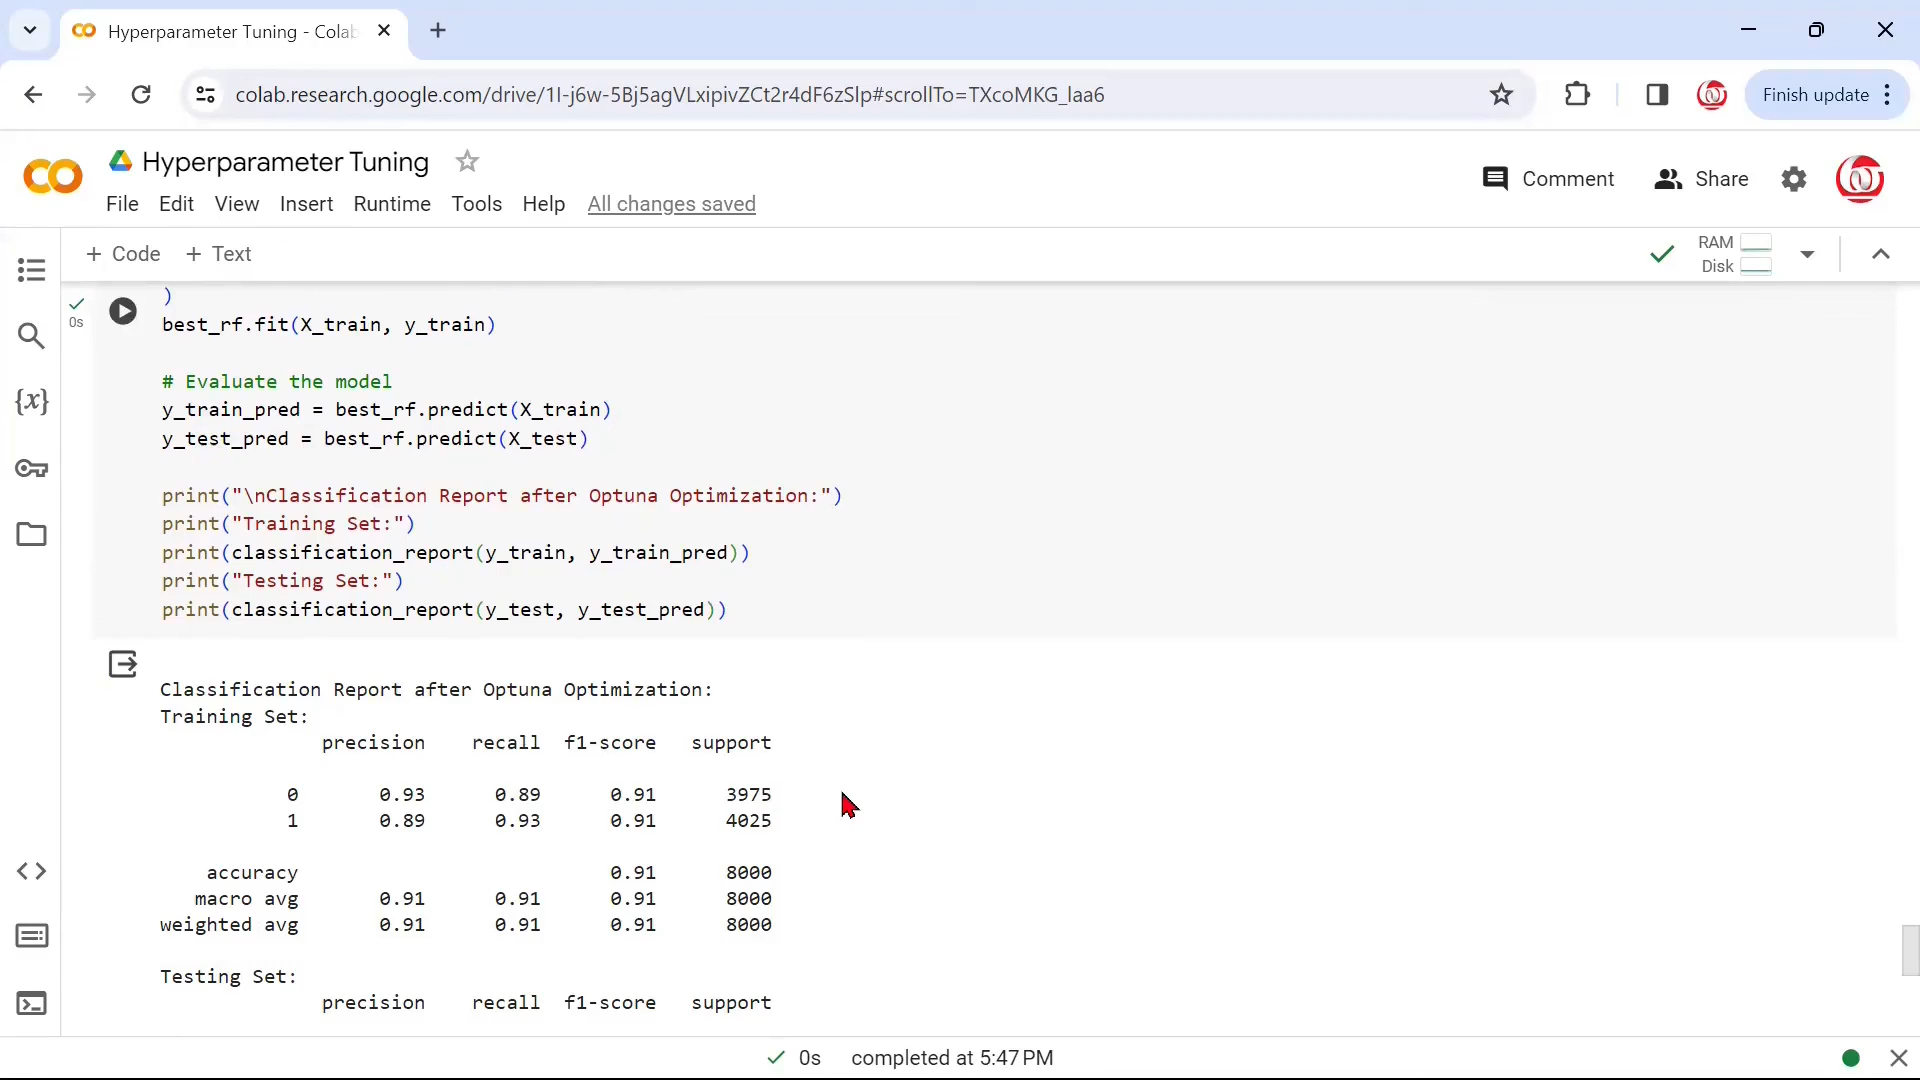 Hyperparameter Tuning - Colab
colab.research.google.com/drive/1I-j6w-5Bj5agVLxipivZCt2r4dF6zSlp#scrollTo=TXcoMKG_laa6
Finish update
Hyperparameter Tuning
Comment
Share
File Edit View Insert Runtime Tools Help All changes saved
+ Code + Text
RAM
Disk
0s
)
best_rf.fit(X_train, y_train)
# Evaluate the model
y_train_pred = best_rf.predict(X_train)
y_test_pred = best_rf.predict(X_test)
print("\nClassification Report after Optuna Optimization:")
print("Training Set:")
print(classification_report(y_train, y_train_pred))
print("Testing Set:")
print(classification_report(y_test, y_test_pred))
Classification Report after Optuna Optimization:
Training Set:
precision recall f1-score support
0 0.93 0.89 0.91 3975
1 0.89 0.93 0.91 4025
accuracy 0.91 8000
macro avg 0.91 0.91 0.91 8000
weighted avg 0.91 0.91 0.91 8000
Testing Set:
precision recall f1-score support
0s completed at 5:47 PM